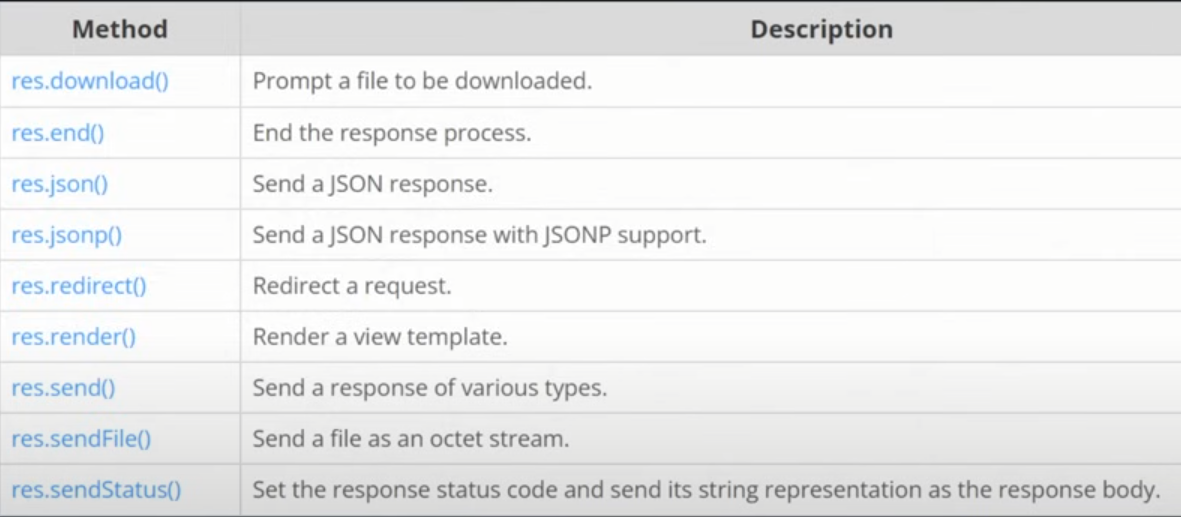 Method Description
res.download() Prompt a file to be downloaded.
res.end() End the response process.
res.json() Send a JSON response.
res.jsonp() Send a JSON response with JSONP support.
res.redirect() Redirect a request.
res.render() Render a view template.
res.send() Send a response of various types.
res.sendFile() Send a file as an octet stream.
res.sendStatus() Set the response status code and send its string representation as the response body.